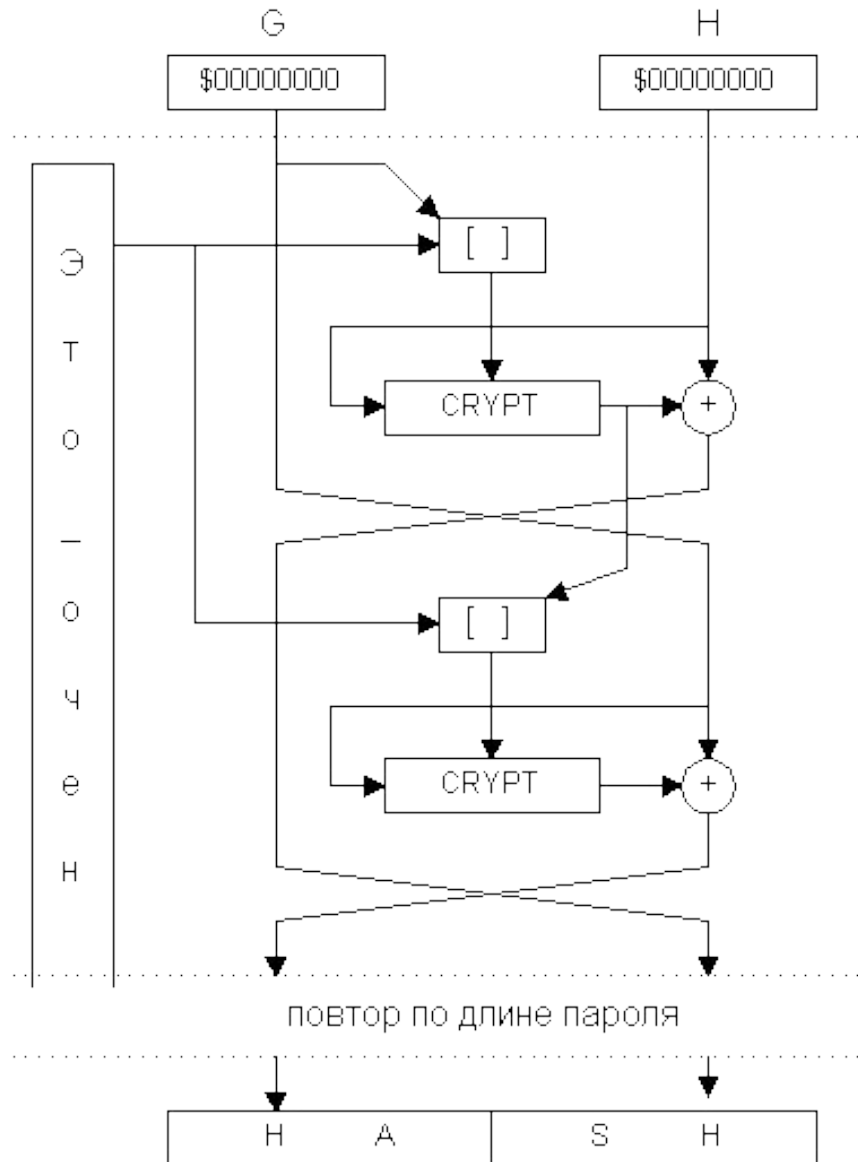 G H
$00000000 $00000000
[ ]
CRYPT +
[ ]
CRYPT +
Э
т
о
_
о
ч
е
н
повтор по длине пароля
H A S H